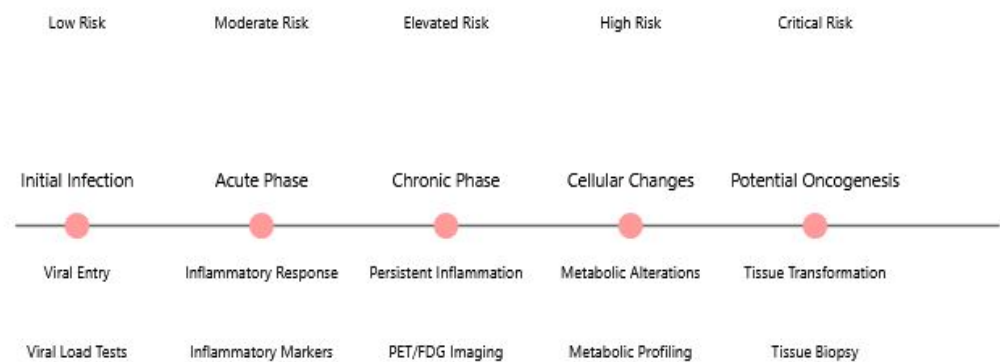 Low Risk Moderate Risk Elevated Risk High Risk Critical Risk
Initial Infection Acute Phase Chronic Phase Cellular Changes Potential Oncogenesis
Viral Entry Inflammatory Response Persistent Inflammation Metabolic Alterations Tissue Transformation
Viral Load Tests Inflammatory Markers PET/FDG Imaging Metabolic Profiling Tissue Biopsy